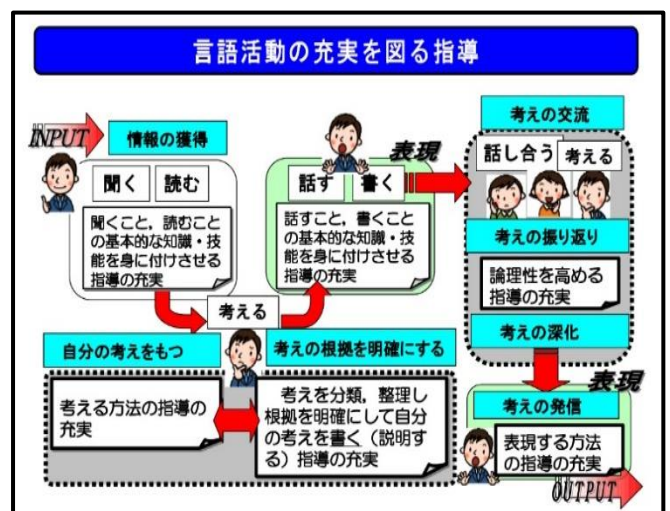 言語活動の充実を図る指導
INPUT
情報の獲得
聞く
読む
聞くこと，読むこと
の基本的な知識・技
能を身に付けさせる
指導の充実
考える
自分の考えをもつ
考える方法の指導の
充実
考えの根拠を明確にする
考えを分類，整理し
根拠を明確にして自分
の考えを書く（説明す
る）指導の充実
表現
話す
書く
話すこと，書くこと
の基本的な知識・技
能を身に付けさせる
指導の充実
考えの交流
話し合う
考える
考えの振り返り
論理性を高める
指導の充実
考えの深化
表現
考えの発信
表現する方法
の指導の充実
OUTPUT